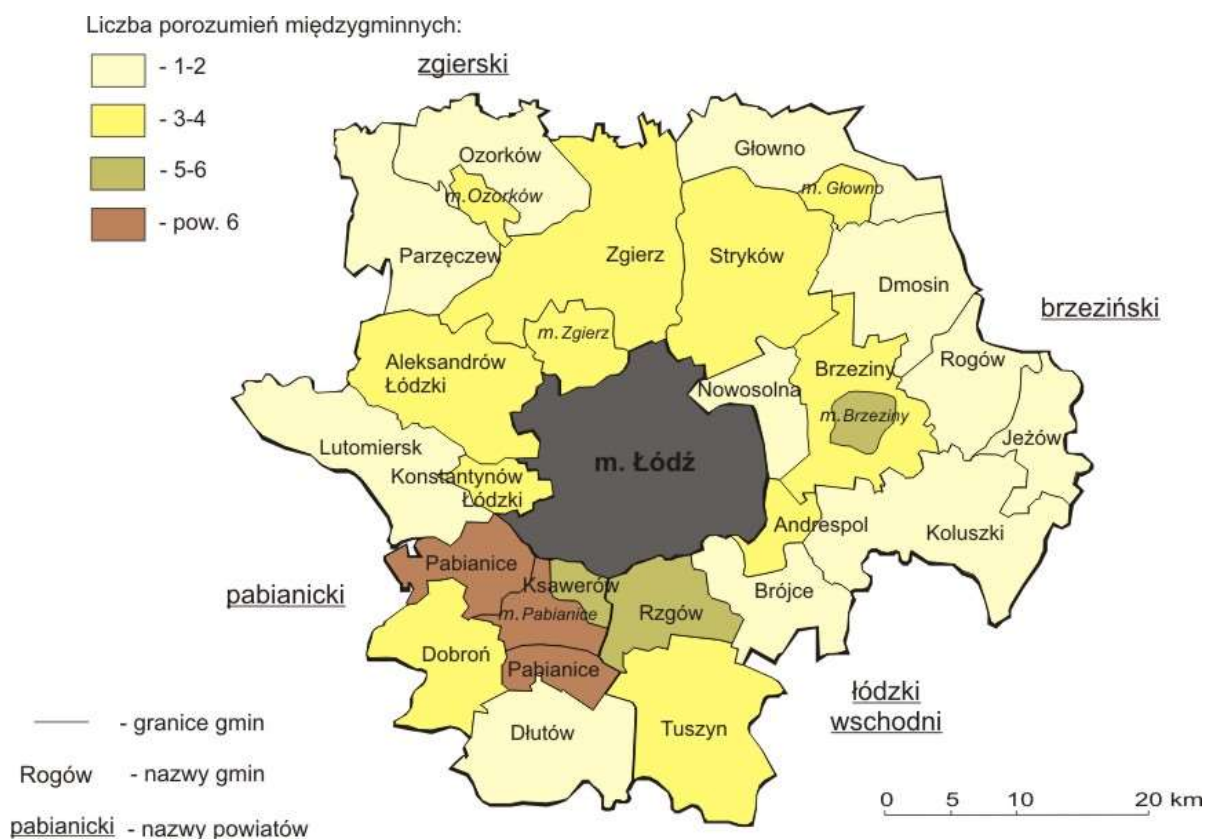 Liczba porozumień międzygminnych:
- 1-2
- 3-4
- 5-6
- pow. 6
zgierski
Ozorków
m. Ozorków
Parzęczew
Zgierz
m. Zgierz
Głowno
m. Głowno
Stryków
Dmosin
brzeziński
Aleksandrów
Łódzki
Nowosolna
Brzeziny
m. Brzeziny
Rogów
Jeżów
Lutomiersk
Konstantynów
Łódzki
m. Łódź
Andrespol
Koluszki
pabianicki
Pabianice
Ksawerów
m. Pabianice
Rzgów
Brójce
Dobroń
Pabianice
łódzki
wschodni
Dłutów
Tuszyn
- granice gmin
Rogów - nazwy gmin
pabianicki - nazwy powiatów
0 5 10 20 km